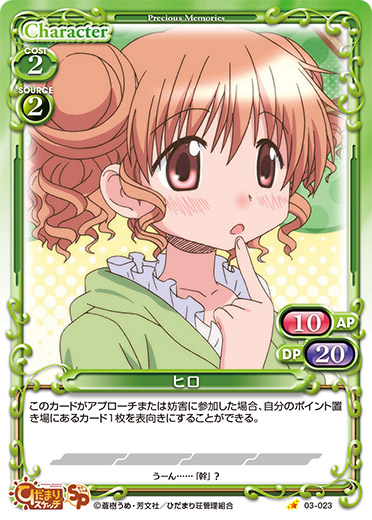 Precious Memories
Character
COST
2
SOURCE
2
10 AP
DP 20
ヒロ
このカードがアプローチまたは妨害に参加した場合、自分のポイント置
き場にあるカード1枚を表向きにすることができる。
うーん……「幹」?
ひだまりスケッチ SP
©蒼樹うめ・芳文社/ひだまり荘管理組合
03-023